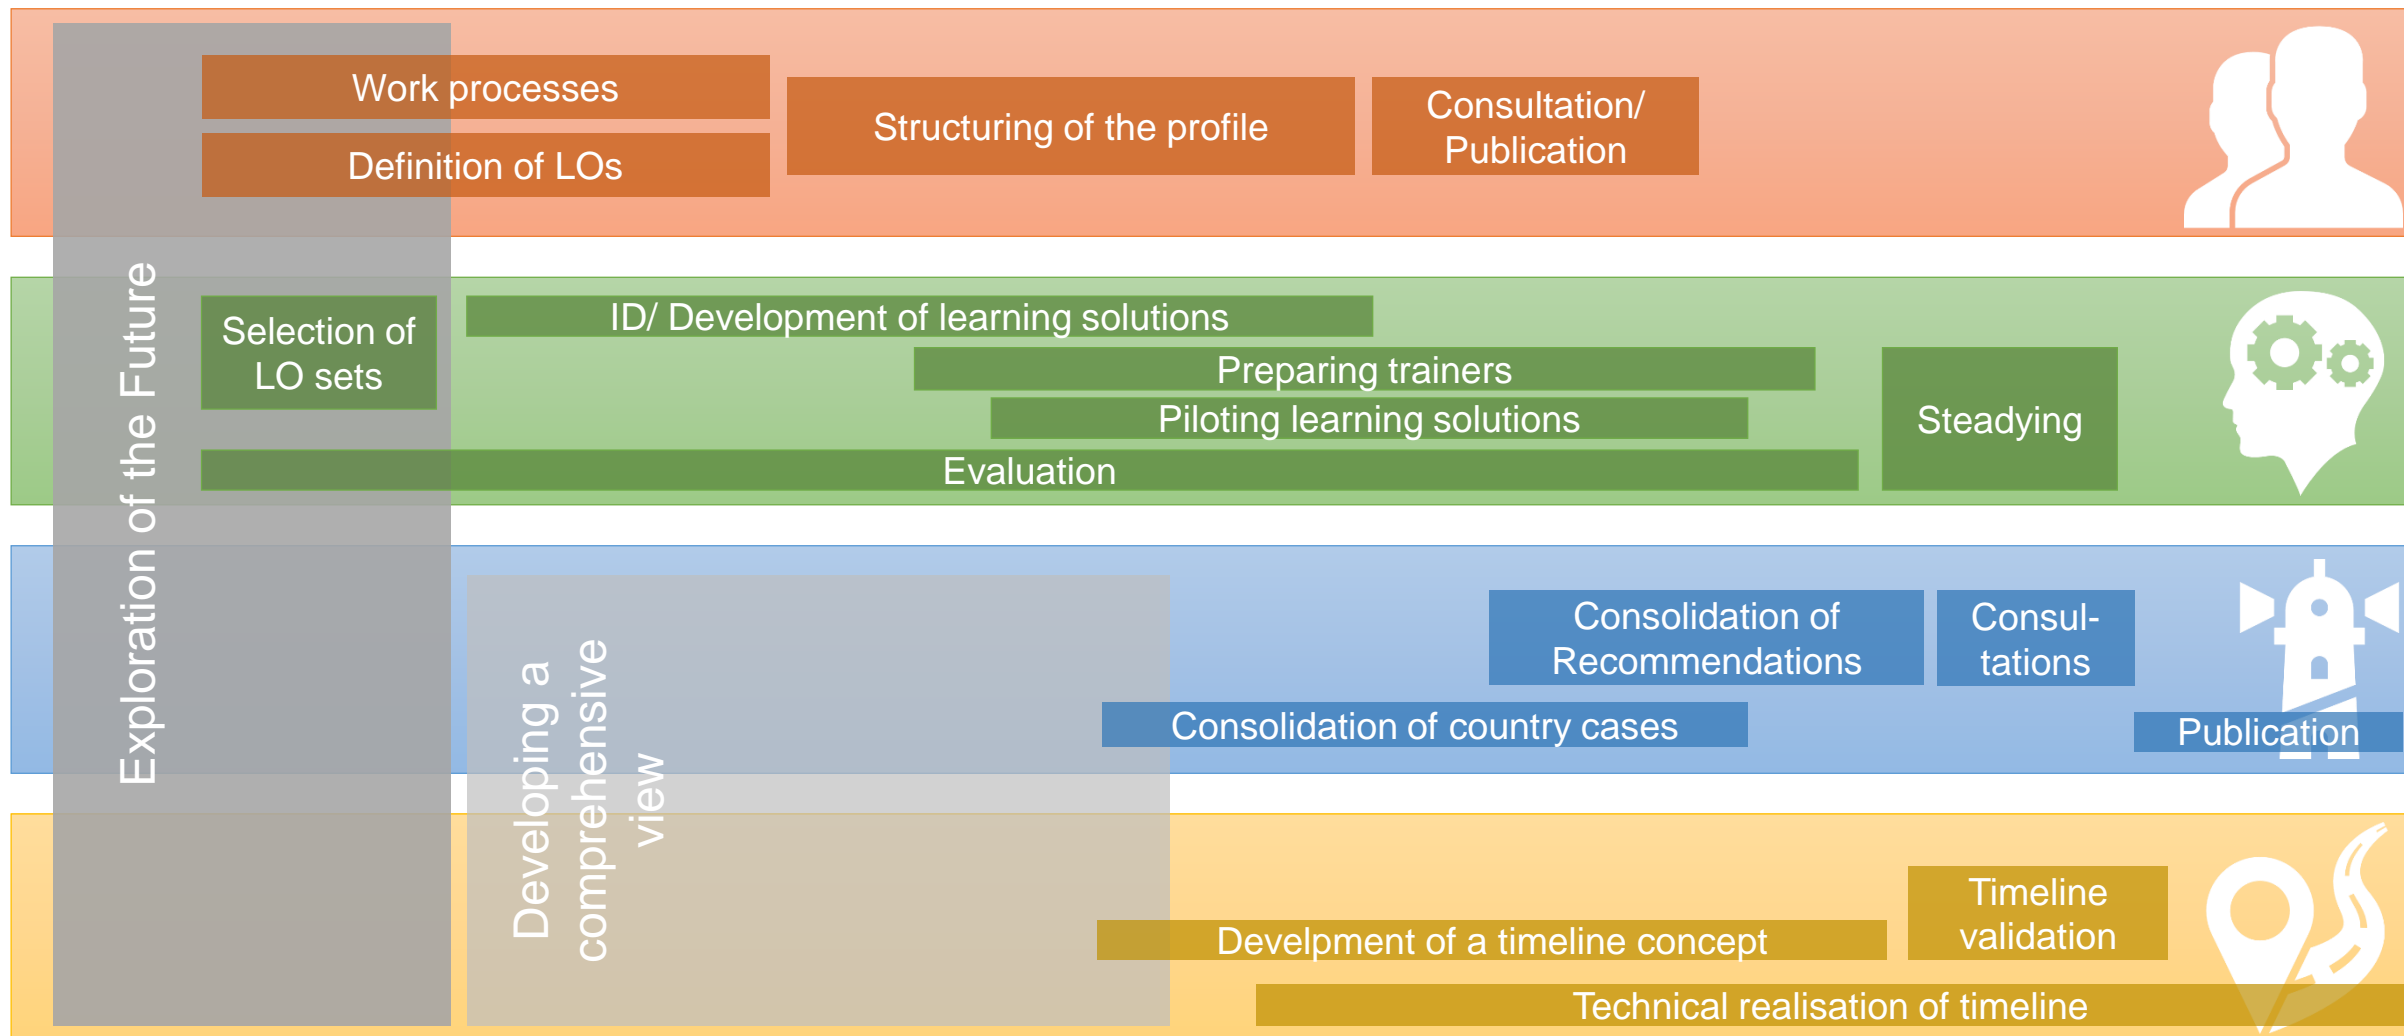 Exploration of the Future
Work processes
Definition of LOs
Structuring of the profile
Consultation/
Publication
Selection of
LO sets
ID/ Development of learning solutions
Preparing trainers
Piloting learning solutions
Evaluation
Steadying
Developing a
comprehensive
view
Consolidation of
Recommendations
Consul-
tations
Consolidation of country cases
Publication
Timeline
validation
Develpment of a timeline concept
Technical realisation of timeline